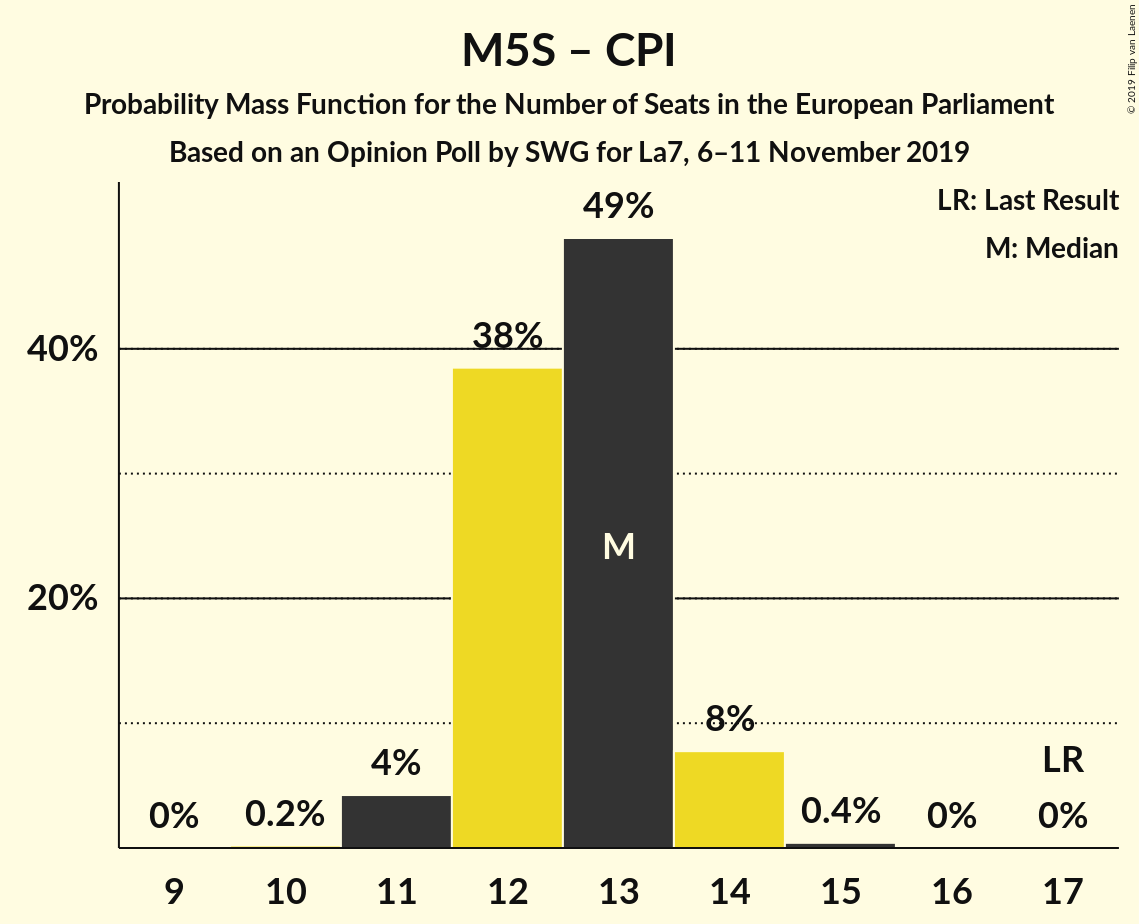 M5S – CPI
Probability Mass Function for the Number of Seats in the European Parliament
Based on an Opinion Poll by SWG for La7, 6–11 November 2019
© 2019 Filip van Laenen
LR: Last Result
M: Median
49%
38%
40%
M
20%
8%
4%
LR
0% 0.2% 0.4% 0% 0%
9 10 11 12 13 14 15 16 17